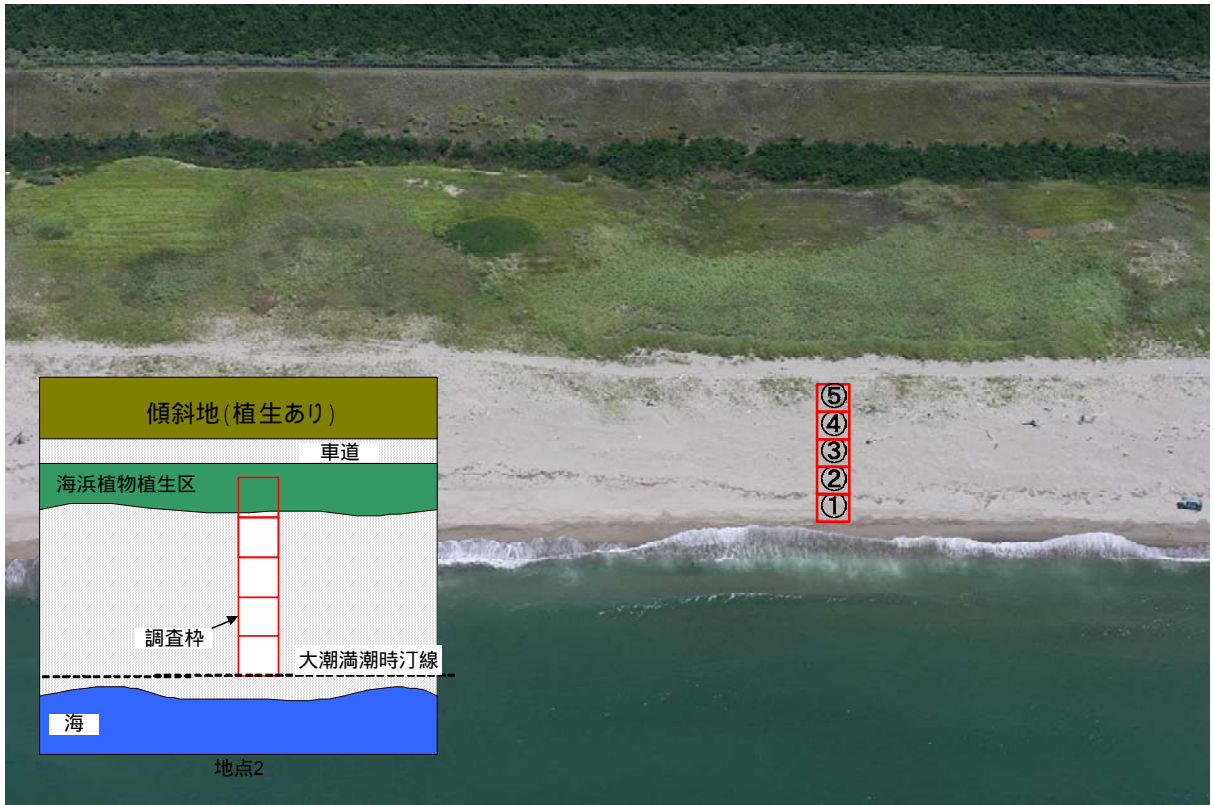 傾斜地(植生あり)
車道
海浜植物植生区
調査枠
大潮満潮時汀線
海
地点2
⑤
④
③
②
①